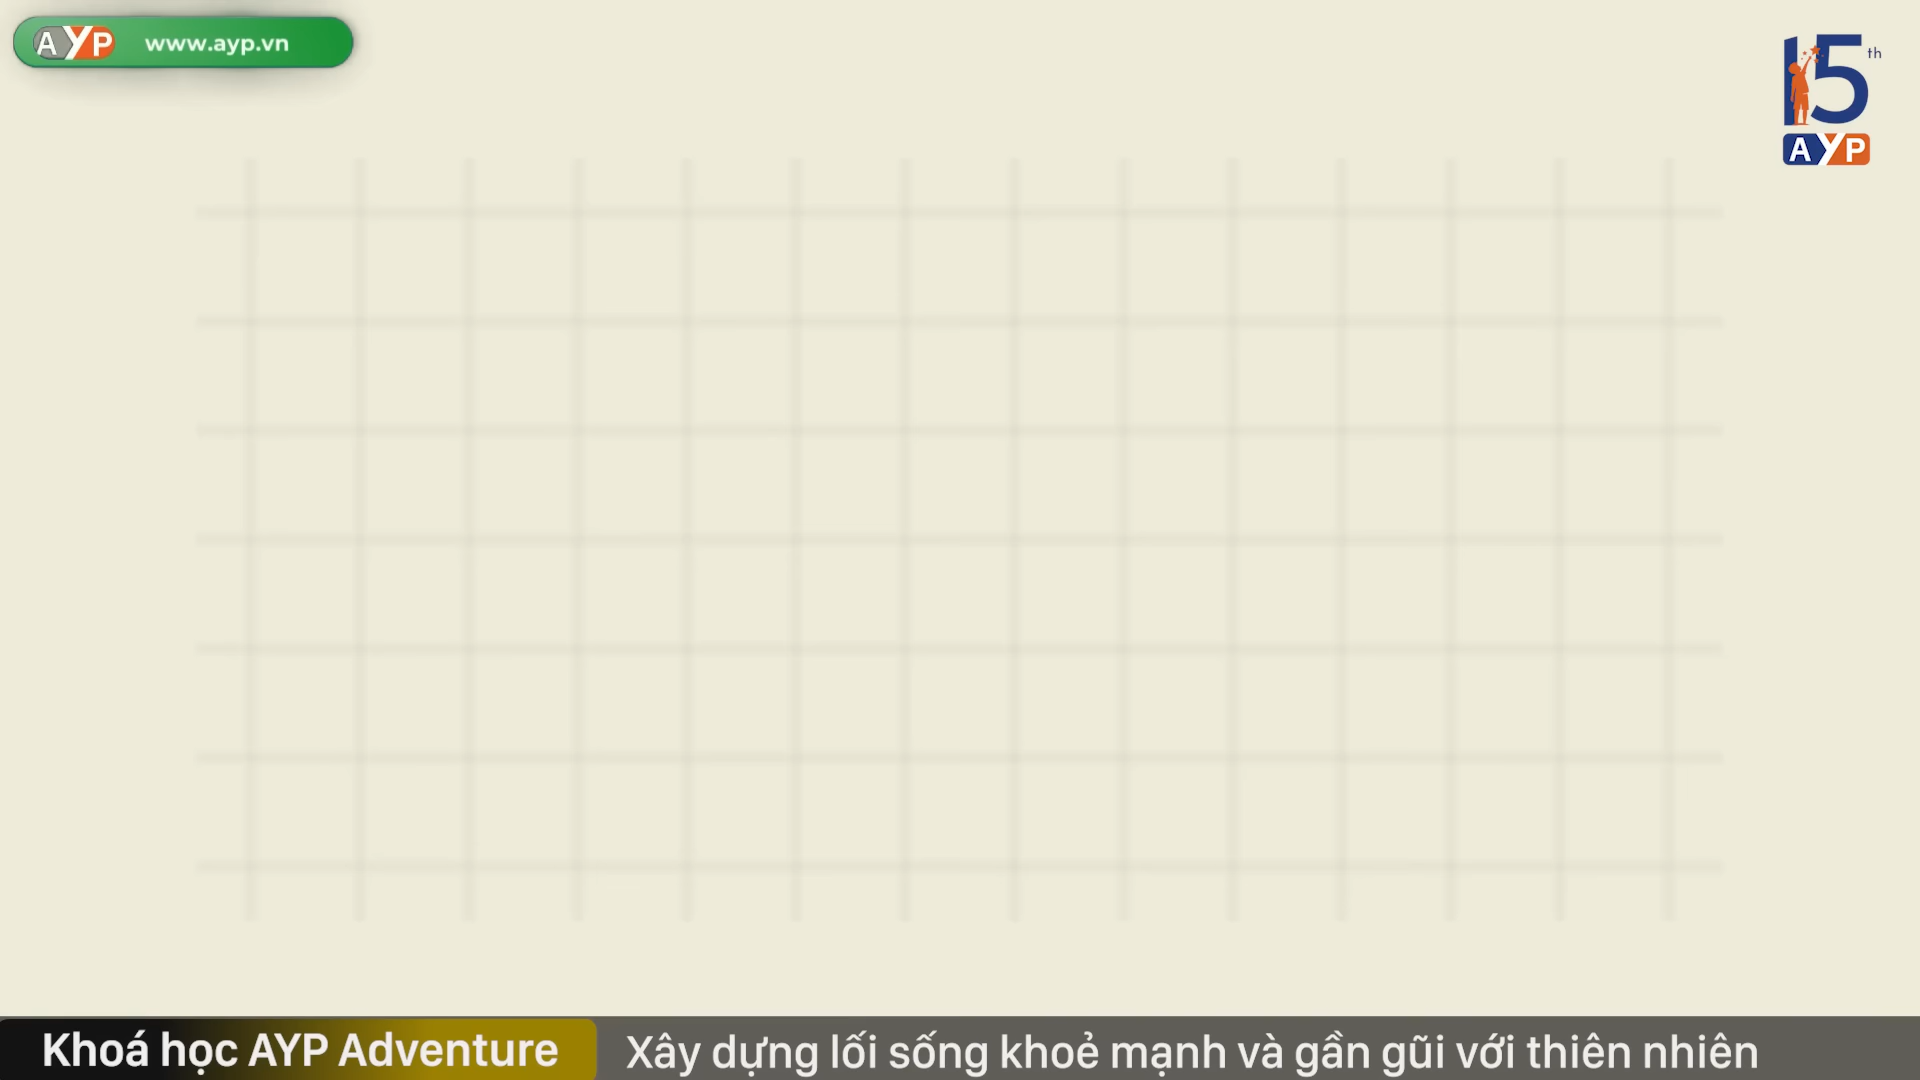 AYP www.ayp.vn
15th
AYP
Khoá học AYP Adventure
Xây dựng lối sống khoẻ mạnh và gần gũi với thiên nhiên